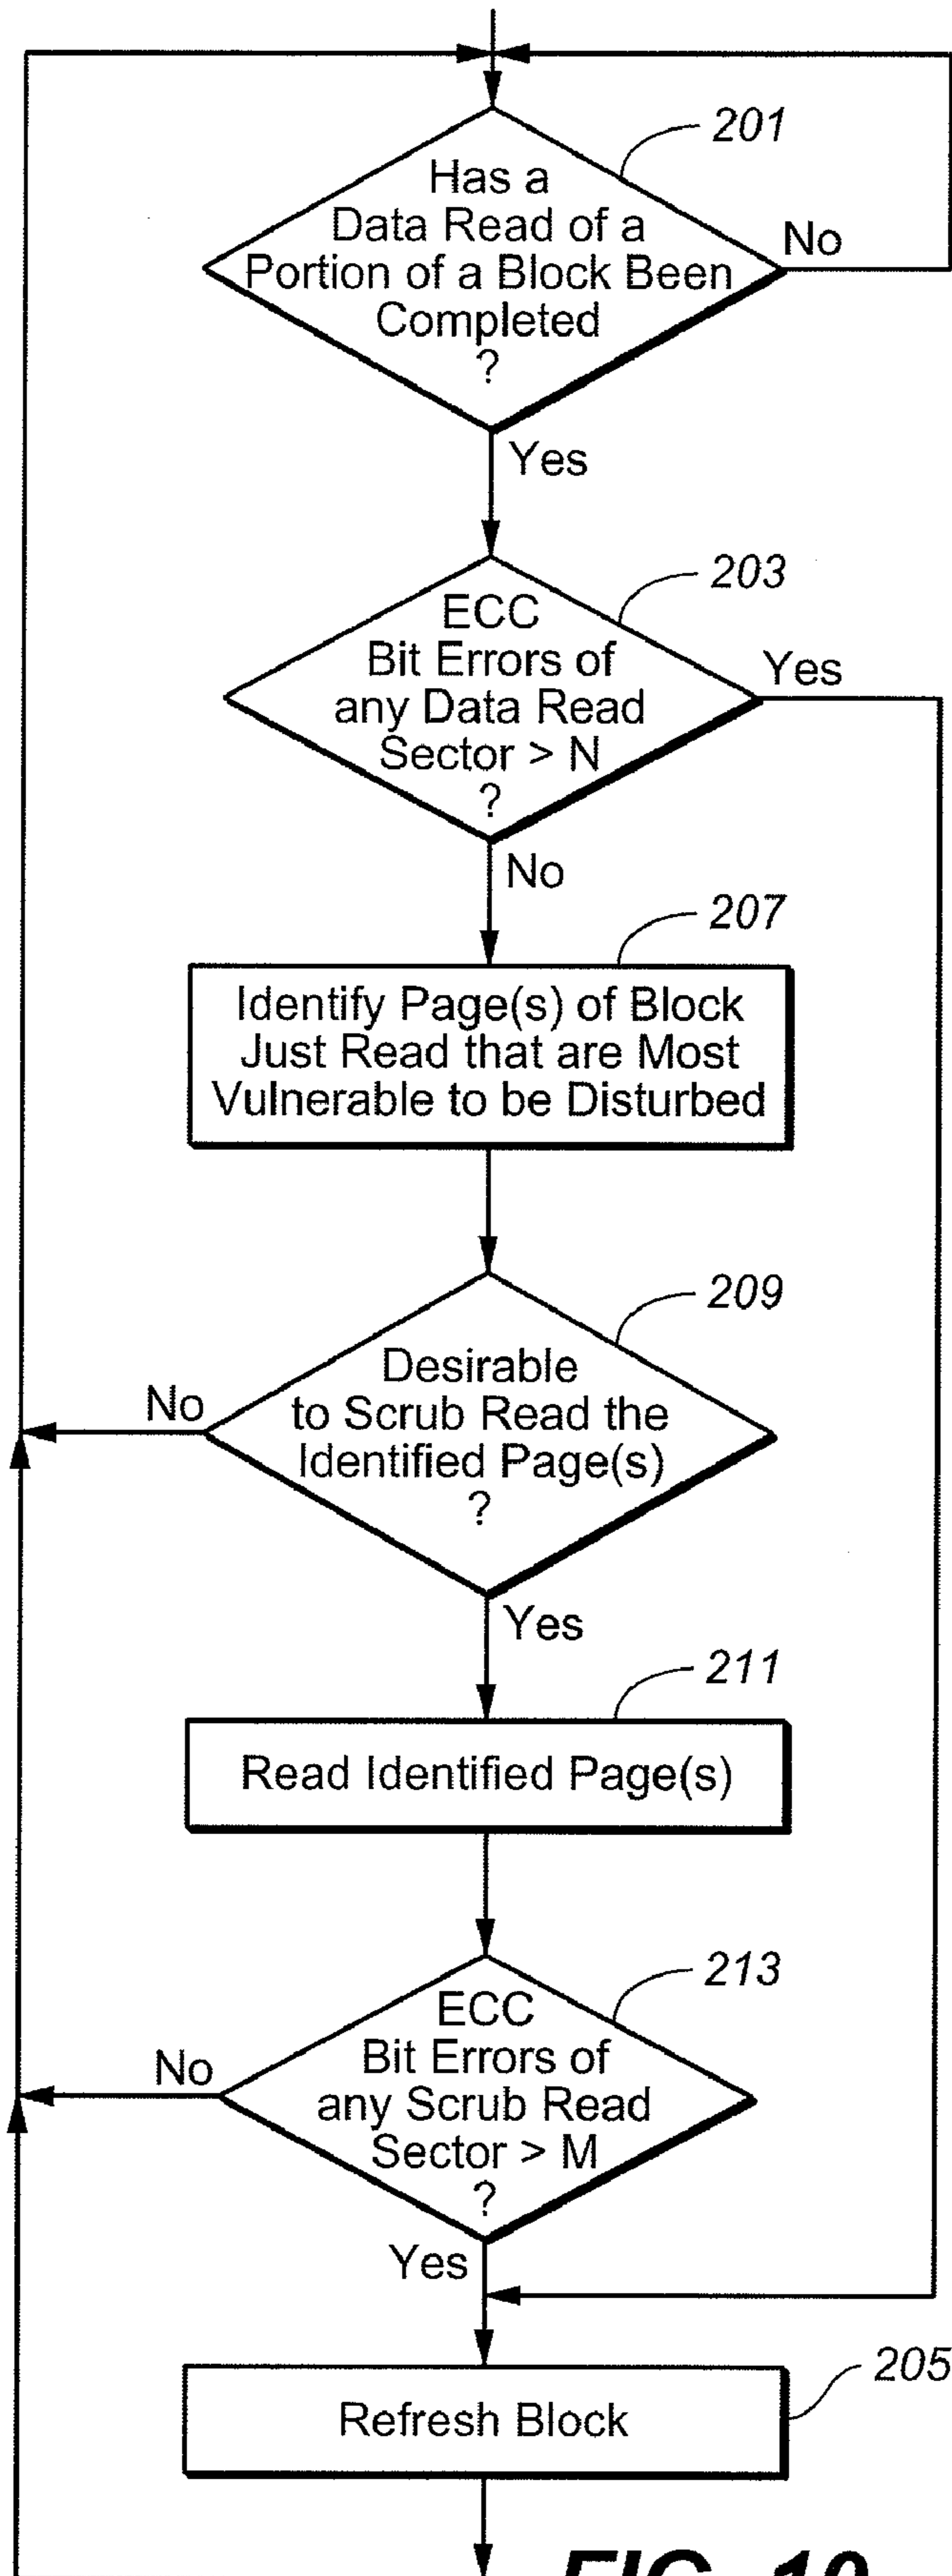 201
Has a
Data Read of a
Portion of a Block Been
Completed
?
No
Yes
203
ECC
Bit Errors of
any Data Read
Sector > N
?
Yes
No
207
Identify Page(s) of Block
Just Read that are Most
Vulnerable to be Disturbed
209
Desirable
to Scrub Read the
Identified Page(s)
?
No
Yes
211
Read Identified Page(s)
213
ECC
Bit Errors of
any Scrub Read
Sector > M
?
No
Yes
205
Refresh Block
FIG. 10